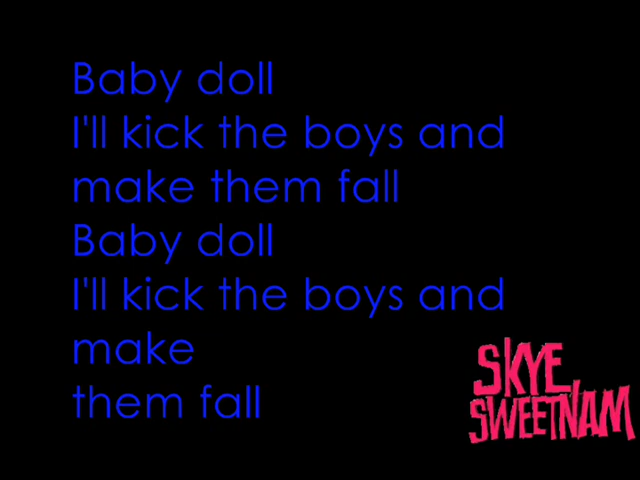 Baby doll
I'll kick the boys and
make them fall
Baby doll
I'll kick the boys and
make
them fall
SKYE
SWEETNAM